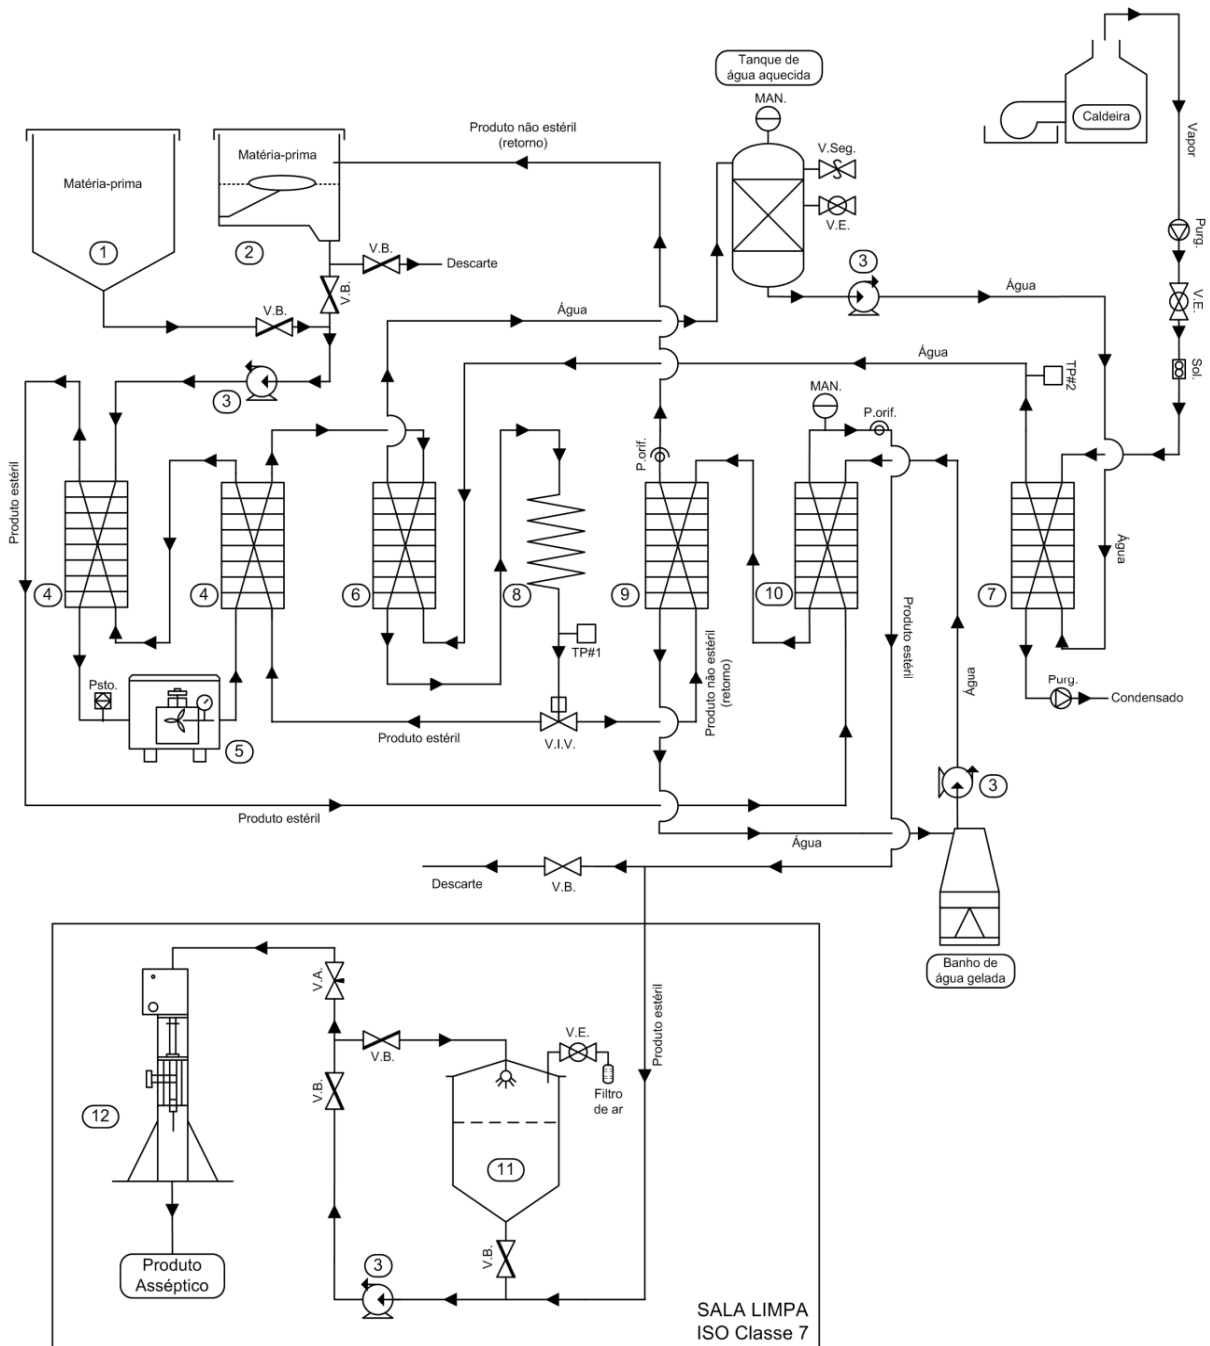 Tanque de
água aquecida
MAN.
Caldeira
Vapor
Produto não estéril
(retorno)
Matéria-prima
Matéria-prima
V.Seg.
V.E.
1
2
V.B.
Descarte
V.B.
V.B.
3
Água
Água
Purg.
V.E.
Sol.
Água
TP#2
3
MAN.
P.orif.
P.orif.
Produto estéril
4
4
6
8
9
10
7
Água
TP#1
Produto não estéril
(retorno)
Produto estéril
Água
Psto.
5
Produto estéril
V.I.V.
Purg.
Condensado
3
Produto estéril
Água
Descarte
V.B.
Banho de
água gelada
V.A.
V.B.
V.E.
Filtro
de ar
Produto estéril
V.B.
12
11
V.B.
3
Produto
Asséptico
SALA LIMPA
ISO Classe 7